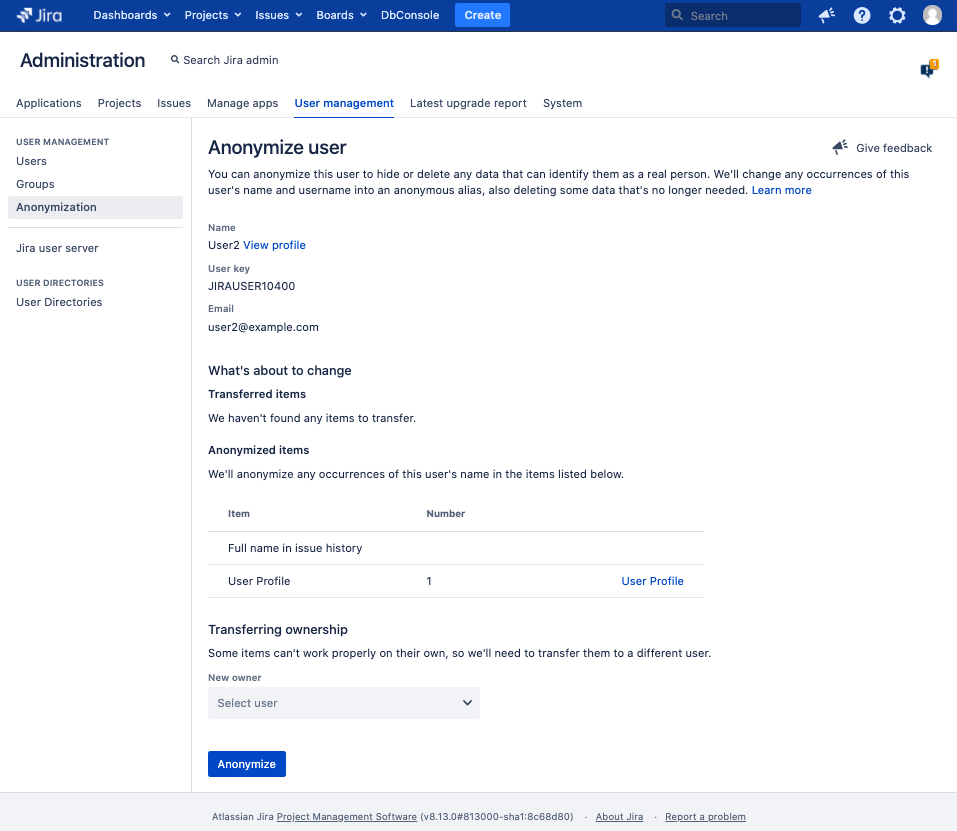 Jira Dashboards Projects Issues Boards DbConsole Create Search
Administration Search Jira admin
1
Applications Projects Issues Manage apps User management Latest upgrade report System
USER MANAGEMENT
Users
Groups
Anonymization
Jira user server
USER DIRECTORIES
User Directories
Anonymize user
Give feedback
You can anonymize this user to hide or delete any data that can identify them as a real person. We'll change any occurrences of this
user's name and username into an anonymous alias, also deleting some data that's no longer needed. Learn more
Name
User2 View profile
User key
JIRAUSER10400
Email
user2@example.com
What's about to change
Transferred items
We haven't found any items to transfer.
Anonymized items
We'll anonymize any occurrences of this user's name in the items listed below.
Item Number
Full name in issue history
User Profile 1 User Profile
Transferring ownership
Some items can't work properly on their own, so we'll need to transfer them to a different user.
New owner
Select user
Anonymize
Atlassian Jira Project Management Software (v8.13.0#813000-sha1:8c68d80) · About Jira · Report a problem